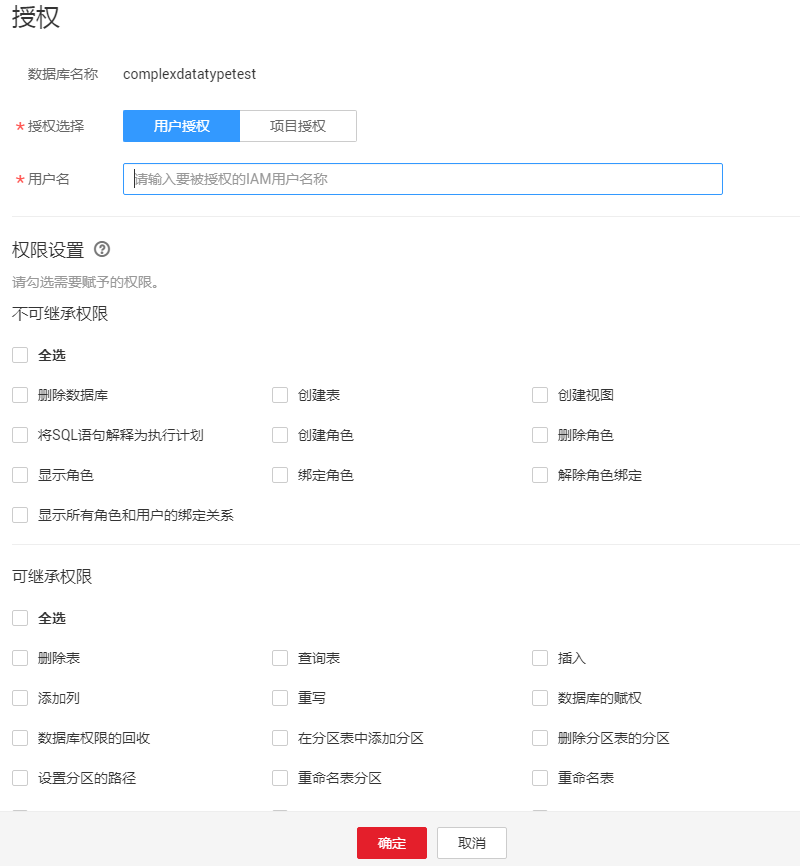 授权
数据库名称 complexdatatypetest
* 授权选择 用户授权 项目授权
* 用户名 请输入要被授权的IAM用户名称
权限设置 ?
请勾选需要赋予的权限。
不可继承权限
全选
删除数据库 创建表 创建视图
将SQL语句解释为执行计划 创建角色 删除角色
显示角色 绑定角色 解除角色绑定
显示所有角色和用户的绑定关系
可继承权限
全选
删除表 查询表 插入
添加列 重写 数据库的赋权
数据库权限的回收 在分区表中添加分区 删除分区表的分区
设置分区的路径 重命名表分区 重命名表
确定 取消